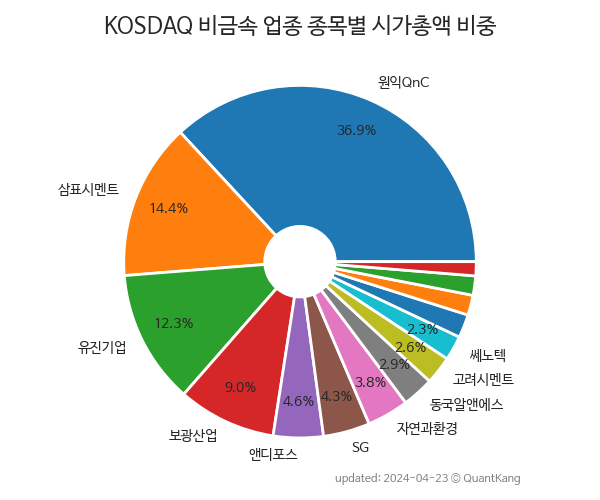 KOSDAQ 비금속 업종 종목별 시가총액 비중
원익QnC
36.9%
삼표시멘트
14.4%
유진기업
12.3%
보광산업
9.0%
앤디포스
4.6%
SG
4.3%
자연과환경
3.8%
동국알앤에스
2.9%
고려시멘트
2.6%
쎄노텍
2.3%
updated: 2024-04-23 © QuantKang